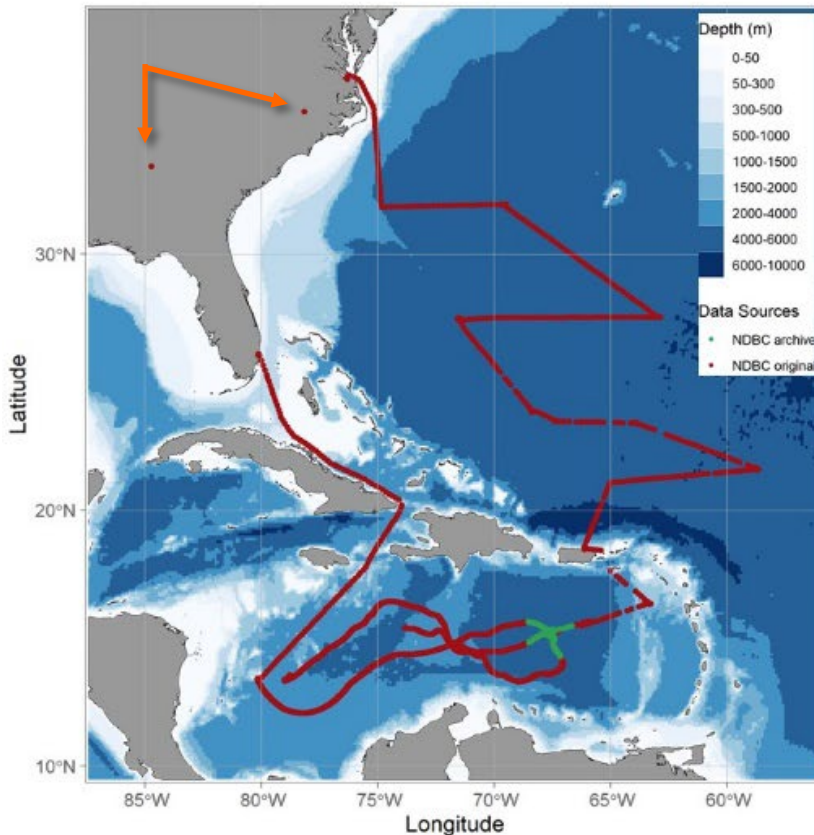 Depth (m)
0-50
50-300
300-500
500-1000
1000-1500
1500-2000
2000-4000
4000-6000
6000-10000
Data Sources
NDBC archive
NDBC original
30°N
20°N
10°N
Latitude
85°W
80°W
75°W
70°W
65°W
60°W
Longitude